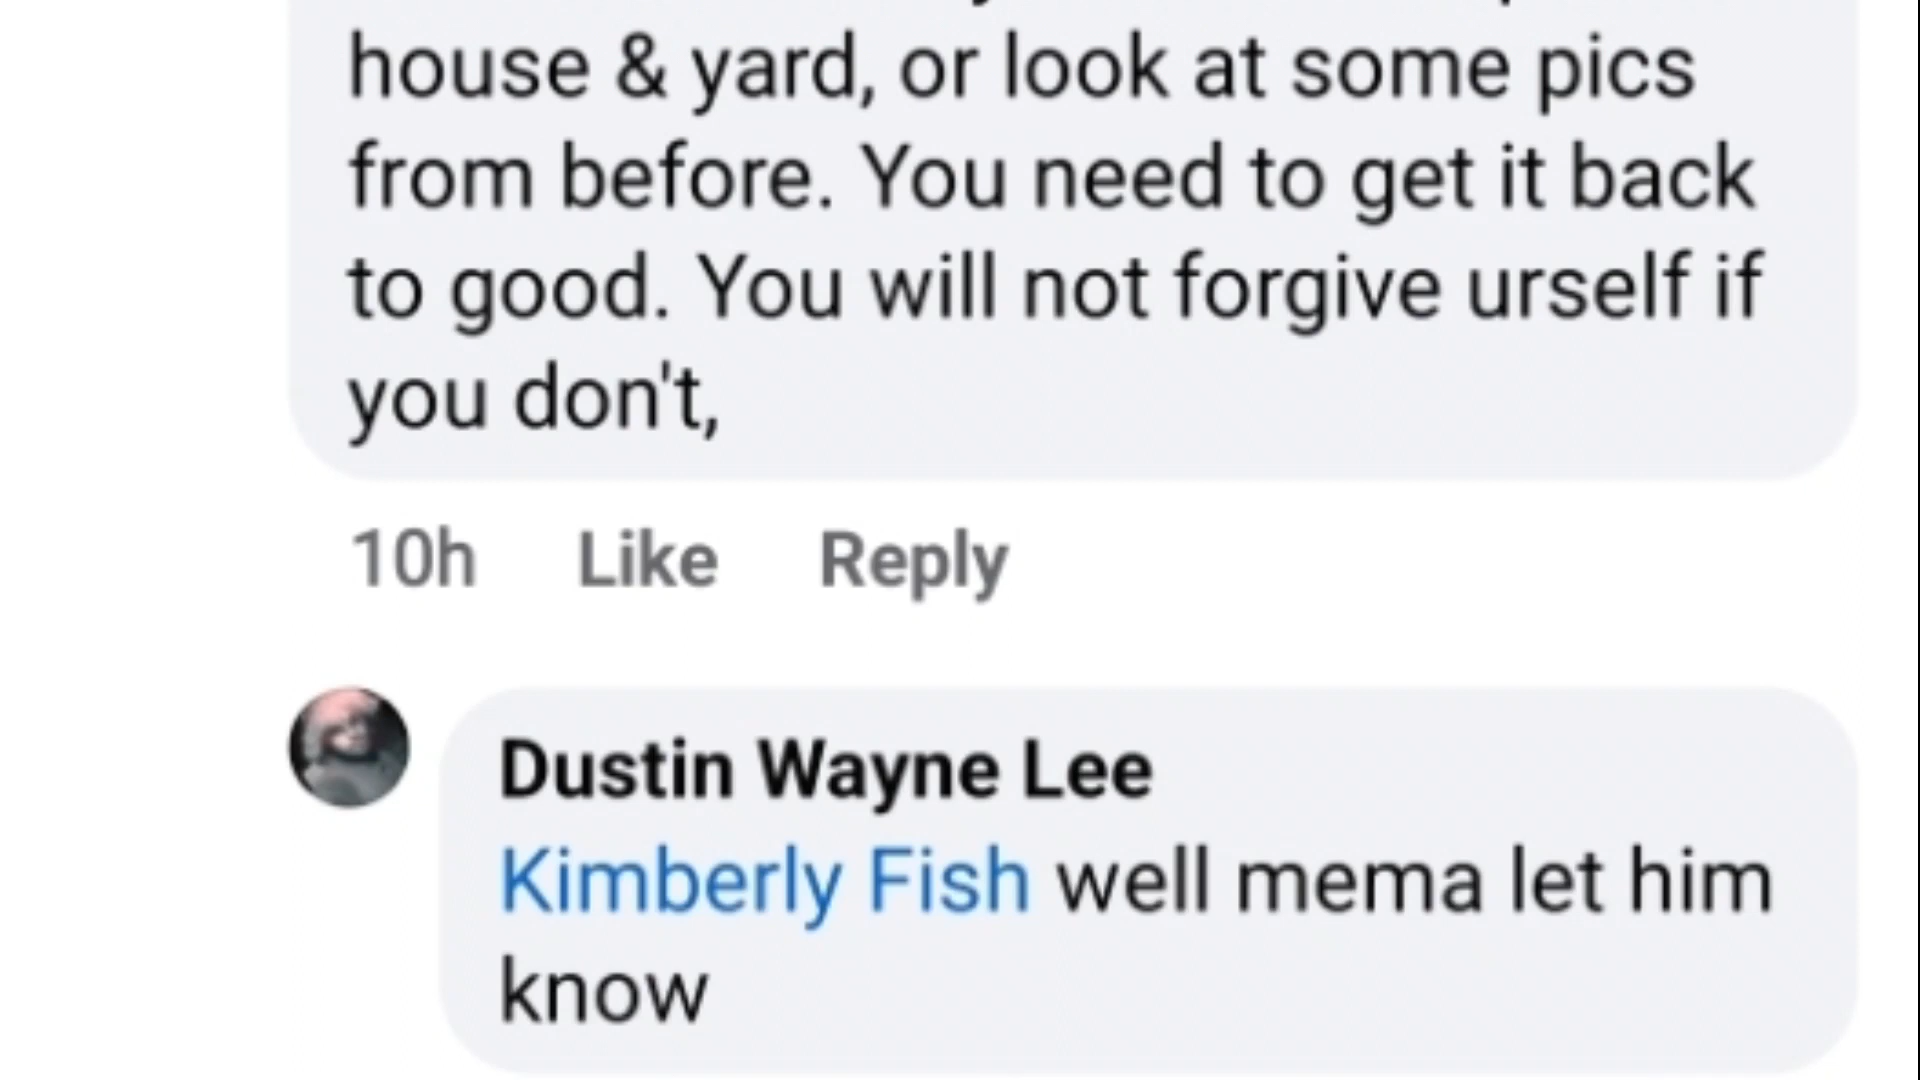 house & yard, or look at some pics
from before. You need to get it back
to good. You will not forgive urself if
you don't,
10h Like Reply
Dustin Wayne Lee
Kimberly Fish well mema let him
know